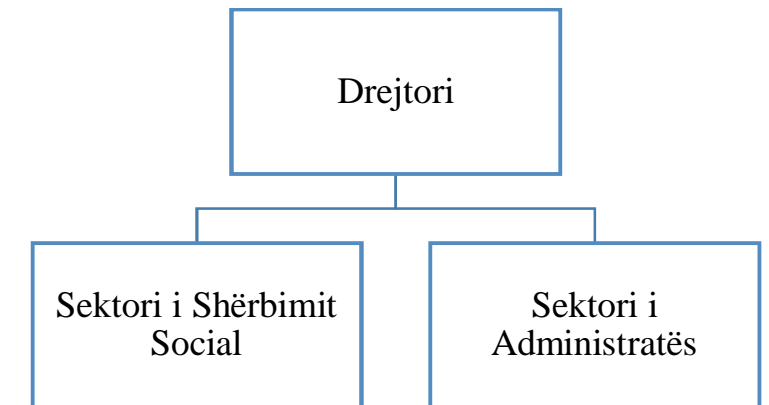 Drejtori
Sektori i Shërbimit
Social
Sektori i
Administratës